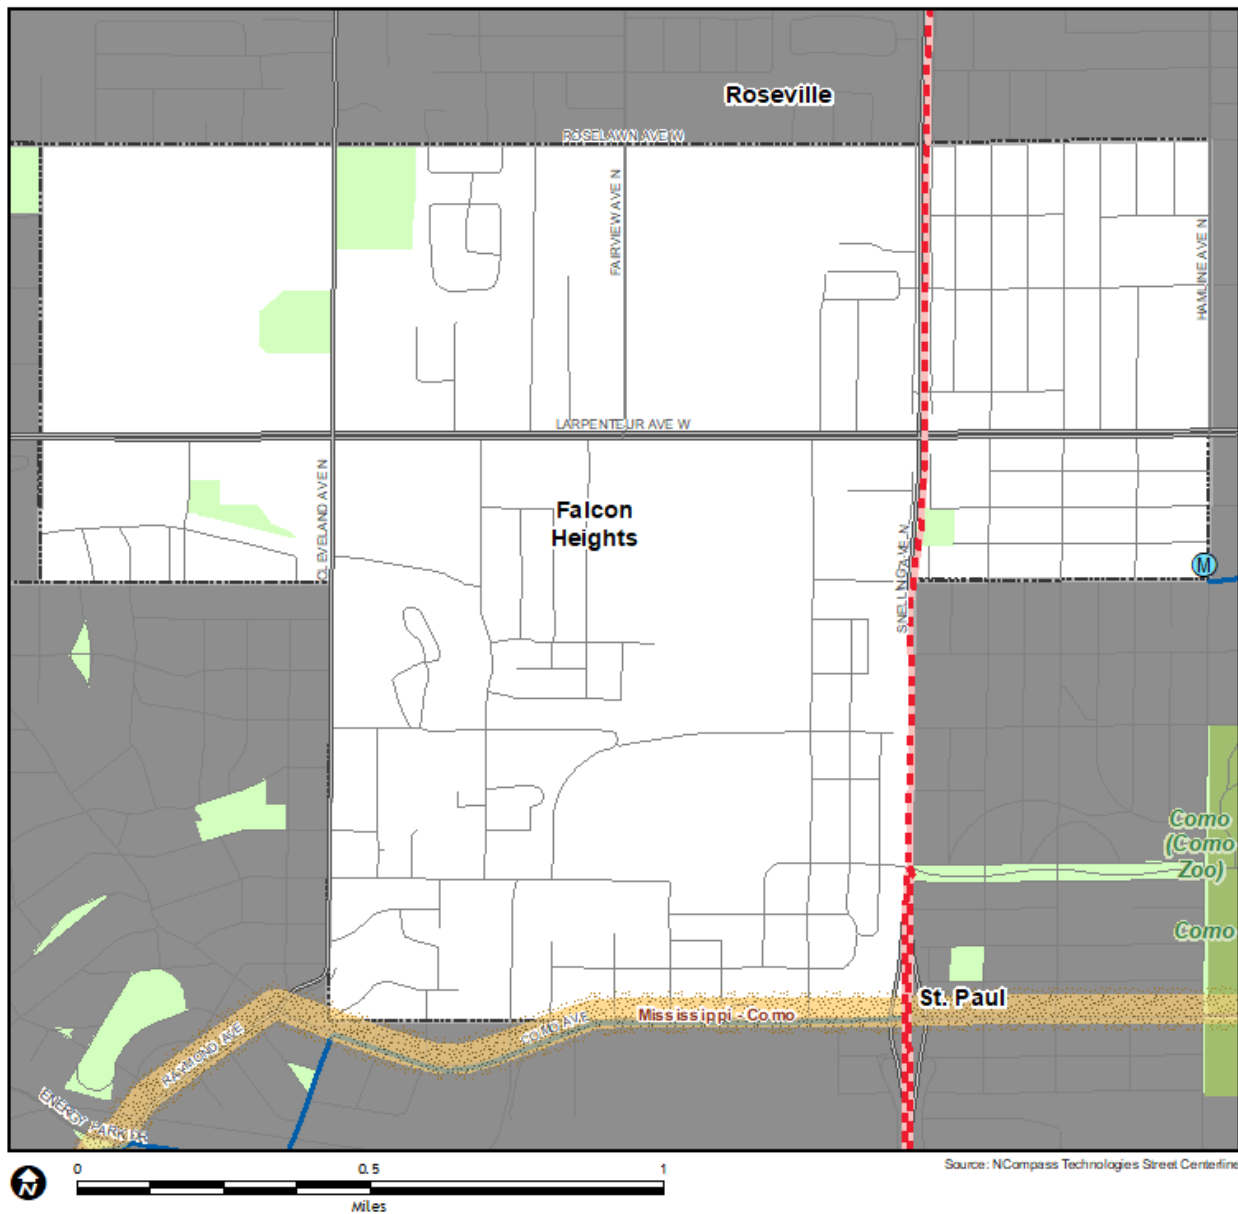 Roseville
ROSELAWN AVE W
FAIRVIEW AVE N
HAMLINE AVE N
LARPENTEUR AVE W
CLEVELAND AVE N
Falcon
Heights
SNELLING AVE N
M
Como
(Como
Zoo)
Como
St. Paul
Mississippi - Como
COMO AVE
RAYMOND AVE
ENERGY PARK DR
N
0
0.5
1
Miles
Source: NCompass Technologies Street Centerline